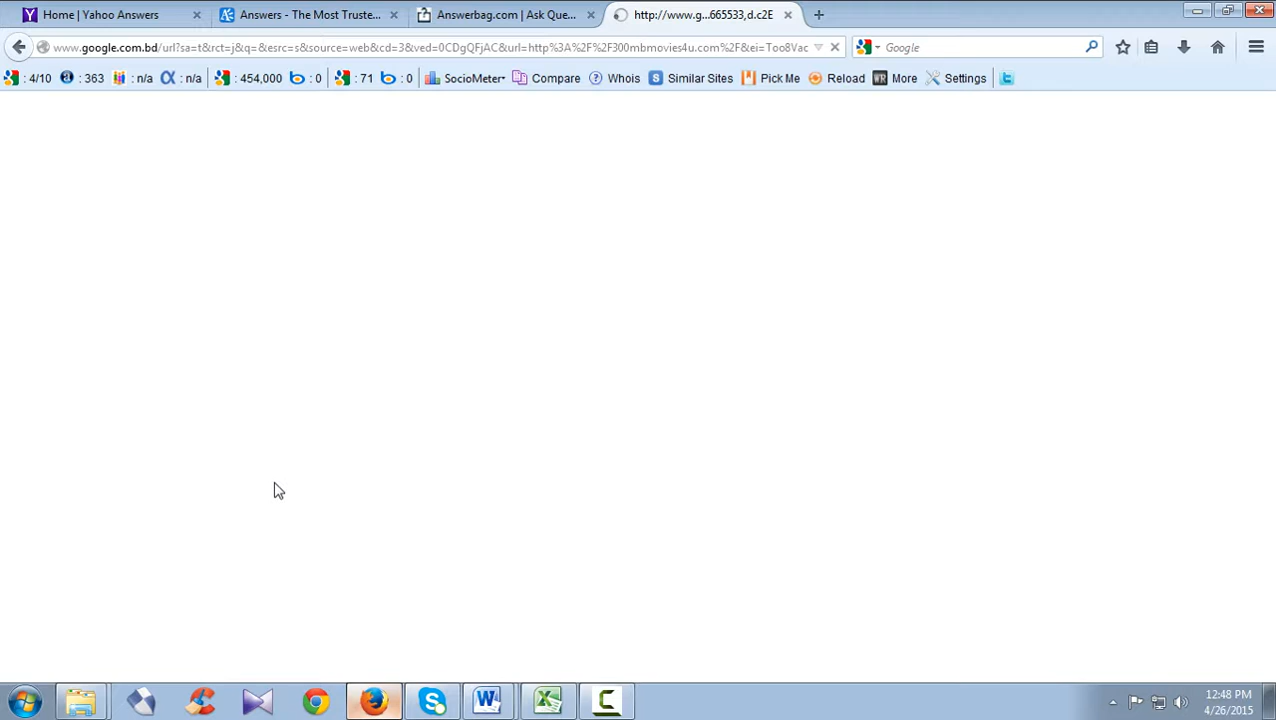 Home | Yahoo Answers
Answers - The Most Truste...
Answerbag.com | Ask Que...
http://www.g...665533,d.c2E
www.google.com.bd/url?sa=t&rct=j&q=&esrc=s&source=web&cd=3&ved=0CDgQFjAC&url=http%3A%2F%2F300mbmovies4u.com%2F&ei=Too8Vac
Google
: 4/10
: 363
: n/a
: n/a
: 454,000
: 0
: 71
: 0
SocioMeter
Compare
Whois
Similar Sites
Pick Me
Reload
WR More
Settings
12:48 PM
4/26/2015